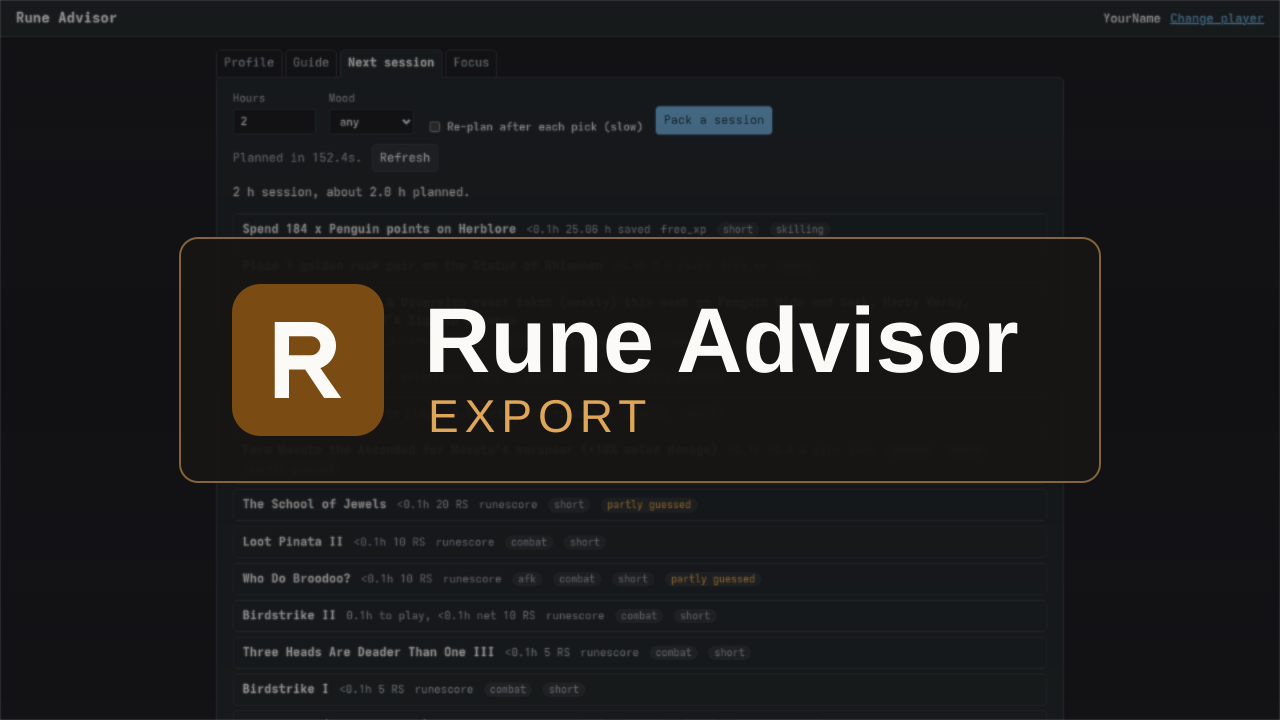 Rune Advisor
YourName Change player
Profile Guide Next session Focus
Hours Mood
2 any Re-plan after each pick (slow) Pack a session
Planned in 152.4s. Refresh
2 h session, about 2.0 h planned.
Spend 184 x Penguin points on Herblore <0.1h 25.06 h saved free_xp short skilling
R
Rune Advisor
EXPORT
The School of Jewels <0.1h 20 RS runescore short partly guessed
Loot Pinata II <0.1h 10 RS runescore combat short
Who Do Broodoo? <0.1h 10 RS runescore afk combat short partly guessed
Birdstrike II 0.1h to play, <0.1h net 10 RS runescore combat short
Three Heads Are Deader Than One III <0.1h 5 RS runescore combat short
Birdstrike I <0.1h 5 RS runescore combat short